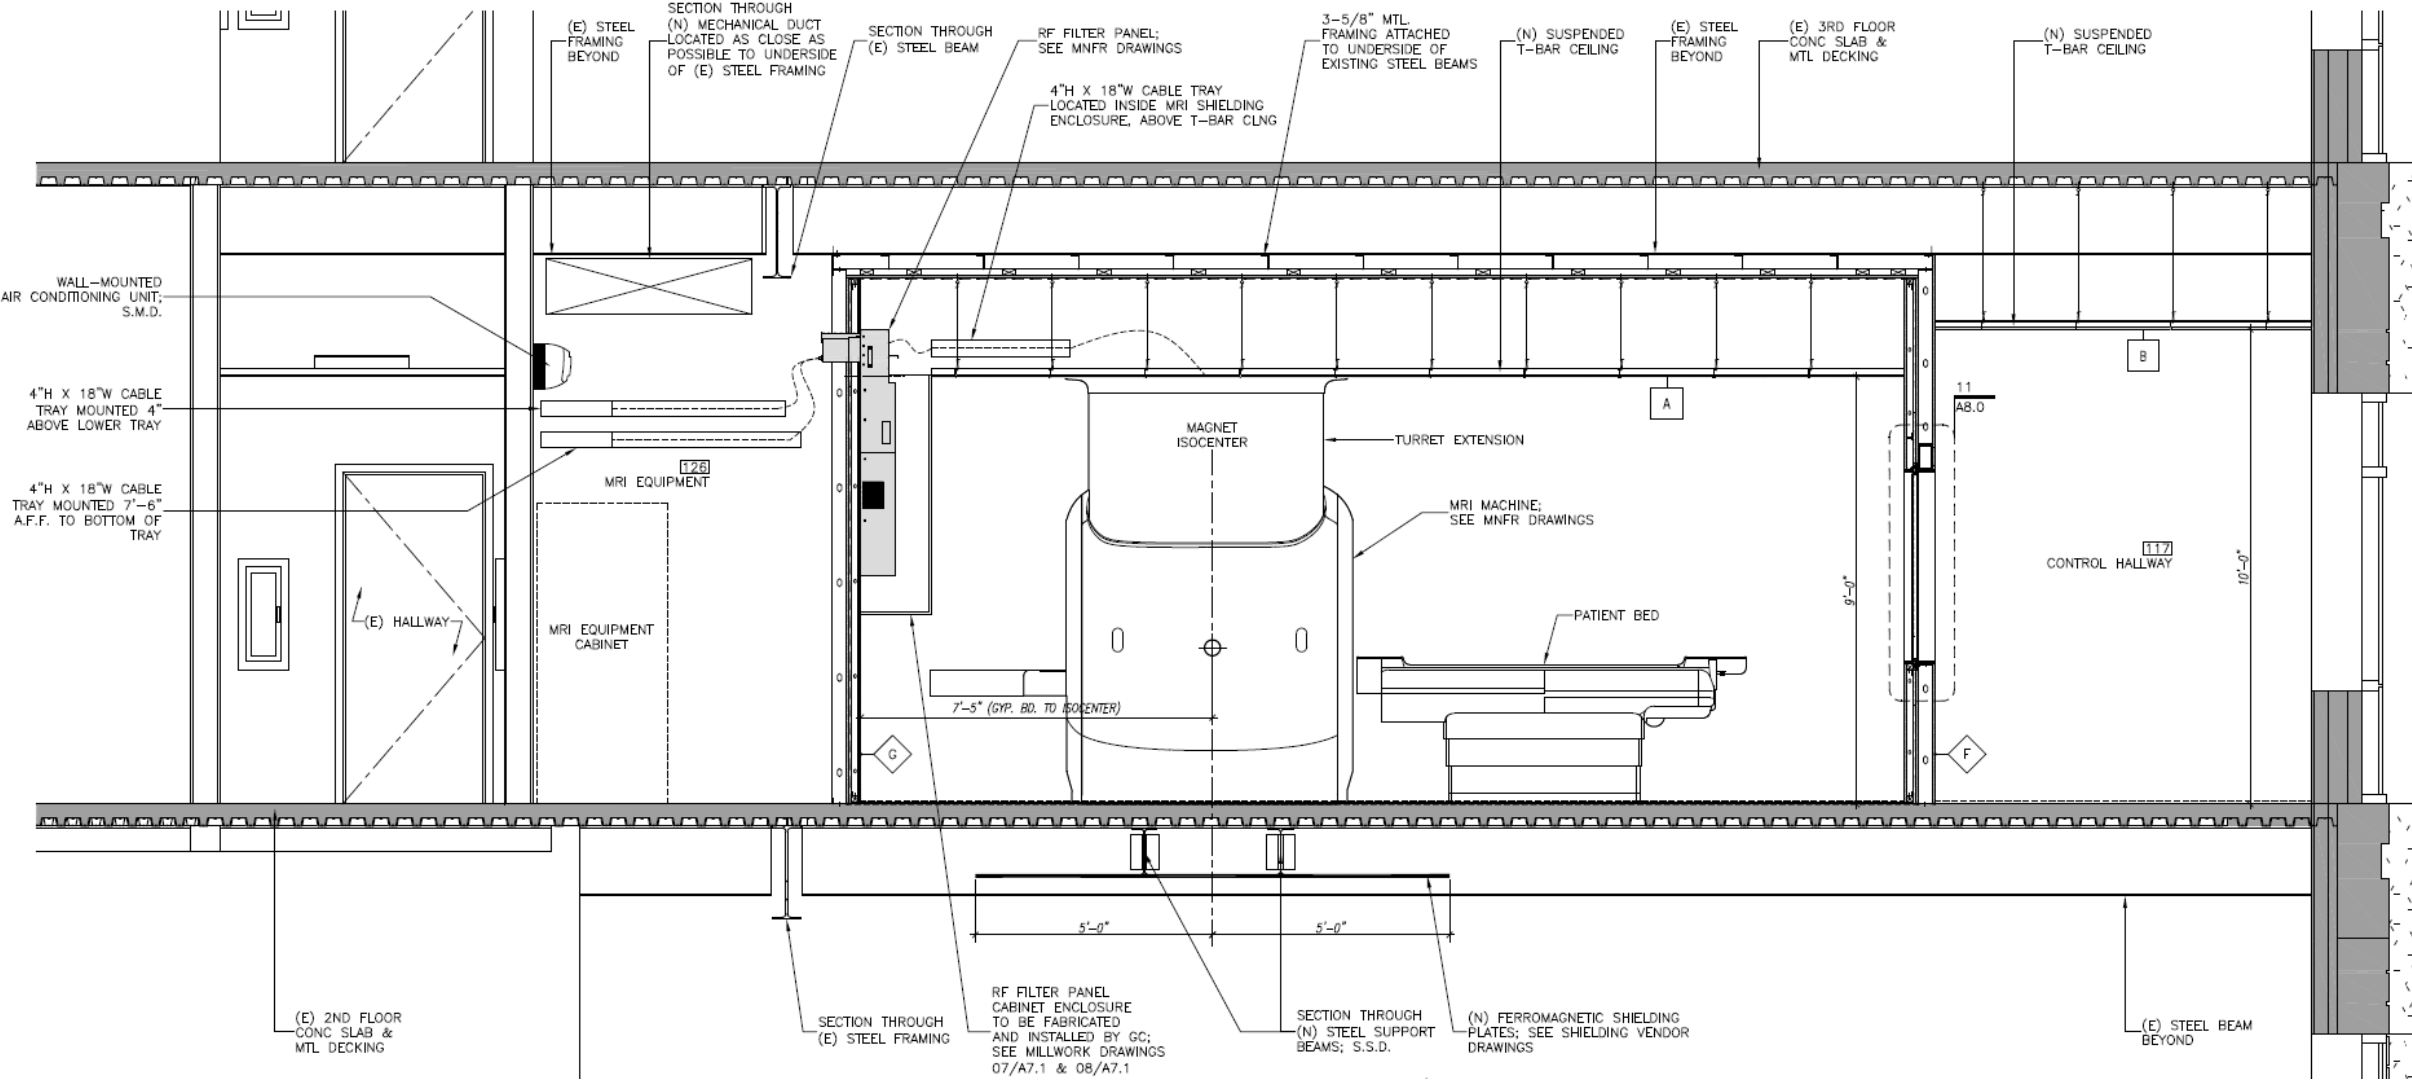 (E) STEEL
FRAMING
BEYOND
SECTION THROUGH
(N) MECHANICAL DUCT
LOCATED AS CLOSE AS
POSSIBLE TO UNDERSIDE
OF (E) STEEL FRAMING
SECTION THROUGH
(E) STEEL BEAM
RF FILTER PANEL;
SEE MNFR DRAWINGS
4"H X 18"W CABLE TRAY
LOCATED INSIDE MRI SHIELDING
ENCLOSURE, ABOVE T-BAR CLNG
3-5/8" MTL.
FRAMING ATTACHED
TO UNDERSIDE OF
EXISTING STEEL BEAMS
(N) SUSPENDED
T-BAR CEILING
(E) STEEL
FRAMING
BEYOND
(E) 3RD FLOOR
CONC SLAB &
MTL DECKING
(N) SUSPENDED
T-BAR CEILING
WALL-MOUNTED
AIR CONDITIONING UNIT;
S.M.D.
4"H X 18"W CABLE
TRAY MOUNTED 4"
ABOVE LOWER TRAY
4"H X 18"W CABLE
TRAY MOUNTED 7'-6"
A.F.F. TO BOTTOM OF
TRAY
126
MRI EQUIPMENT
MAGNET
ISOCENTER
TURRET EXTENSION
A
B
11
A8.0
MRI MACHINE;
SEE MNFR DRAWINGS
117
CONTROL HALLWAY
9'-0"
10'-0"
(E) HALLWAY
MRI EQUIPMENT
CABINET
PATIENT BED
7'-5" (GYP. BD. TO ISOCENTER)
G
F
5'-0"
5'-0"
(E) 2ND FLOOR
CONC SLAB &
MTL DECKING
SECTION THROUGH
(E) STEEL FRAMING
RF FILTER PANEL
CABINET ENCLOSURE
TO BE FABRICATED
AND INSTALLED BY GC;
SEE MILLWORK DRAWINGS
07/A7.1 & 08/A7.1
SECTION THROUGH
(N) STEEL SUPPORT
BEAMS; S.S.D.
(N) FERROMAGNETIC SHIELDING
PLATES; SEE SHIELDING VENDOR
DRAWINGS
(E) STEEL BEAM
BEYOND